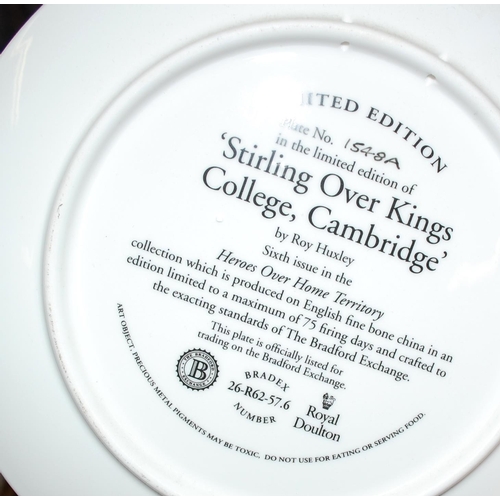 LIMITED EDITION
Plate No. 1548A
in the limited edition of
'Stirling Over Kings
College, Cambridge'
by Roy Huxley
Sixth issue in the
Heroes Over Home Territory
collection which is produced on English fine bone china in an
edition limited to a maximum of 75 firing days and crafted to
the exacting standards of The Bradford Exchange.
This plate is officially listed for
trading on the Bradford Exchange.
THE BRADFORD EXCHANGE
B
BRADEX
26-R62-57.6
NUMBER
Royal
Doulton
ART OBJECT, PRECIOUS METAL PIGMENTS MAY BE TOXIC. DO NOT USE FOR EATING OR SERVING FOOD.